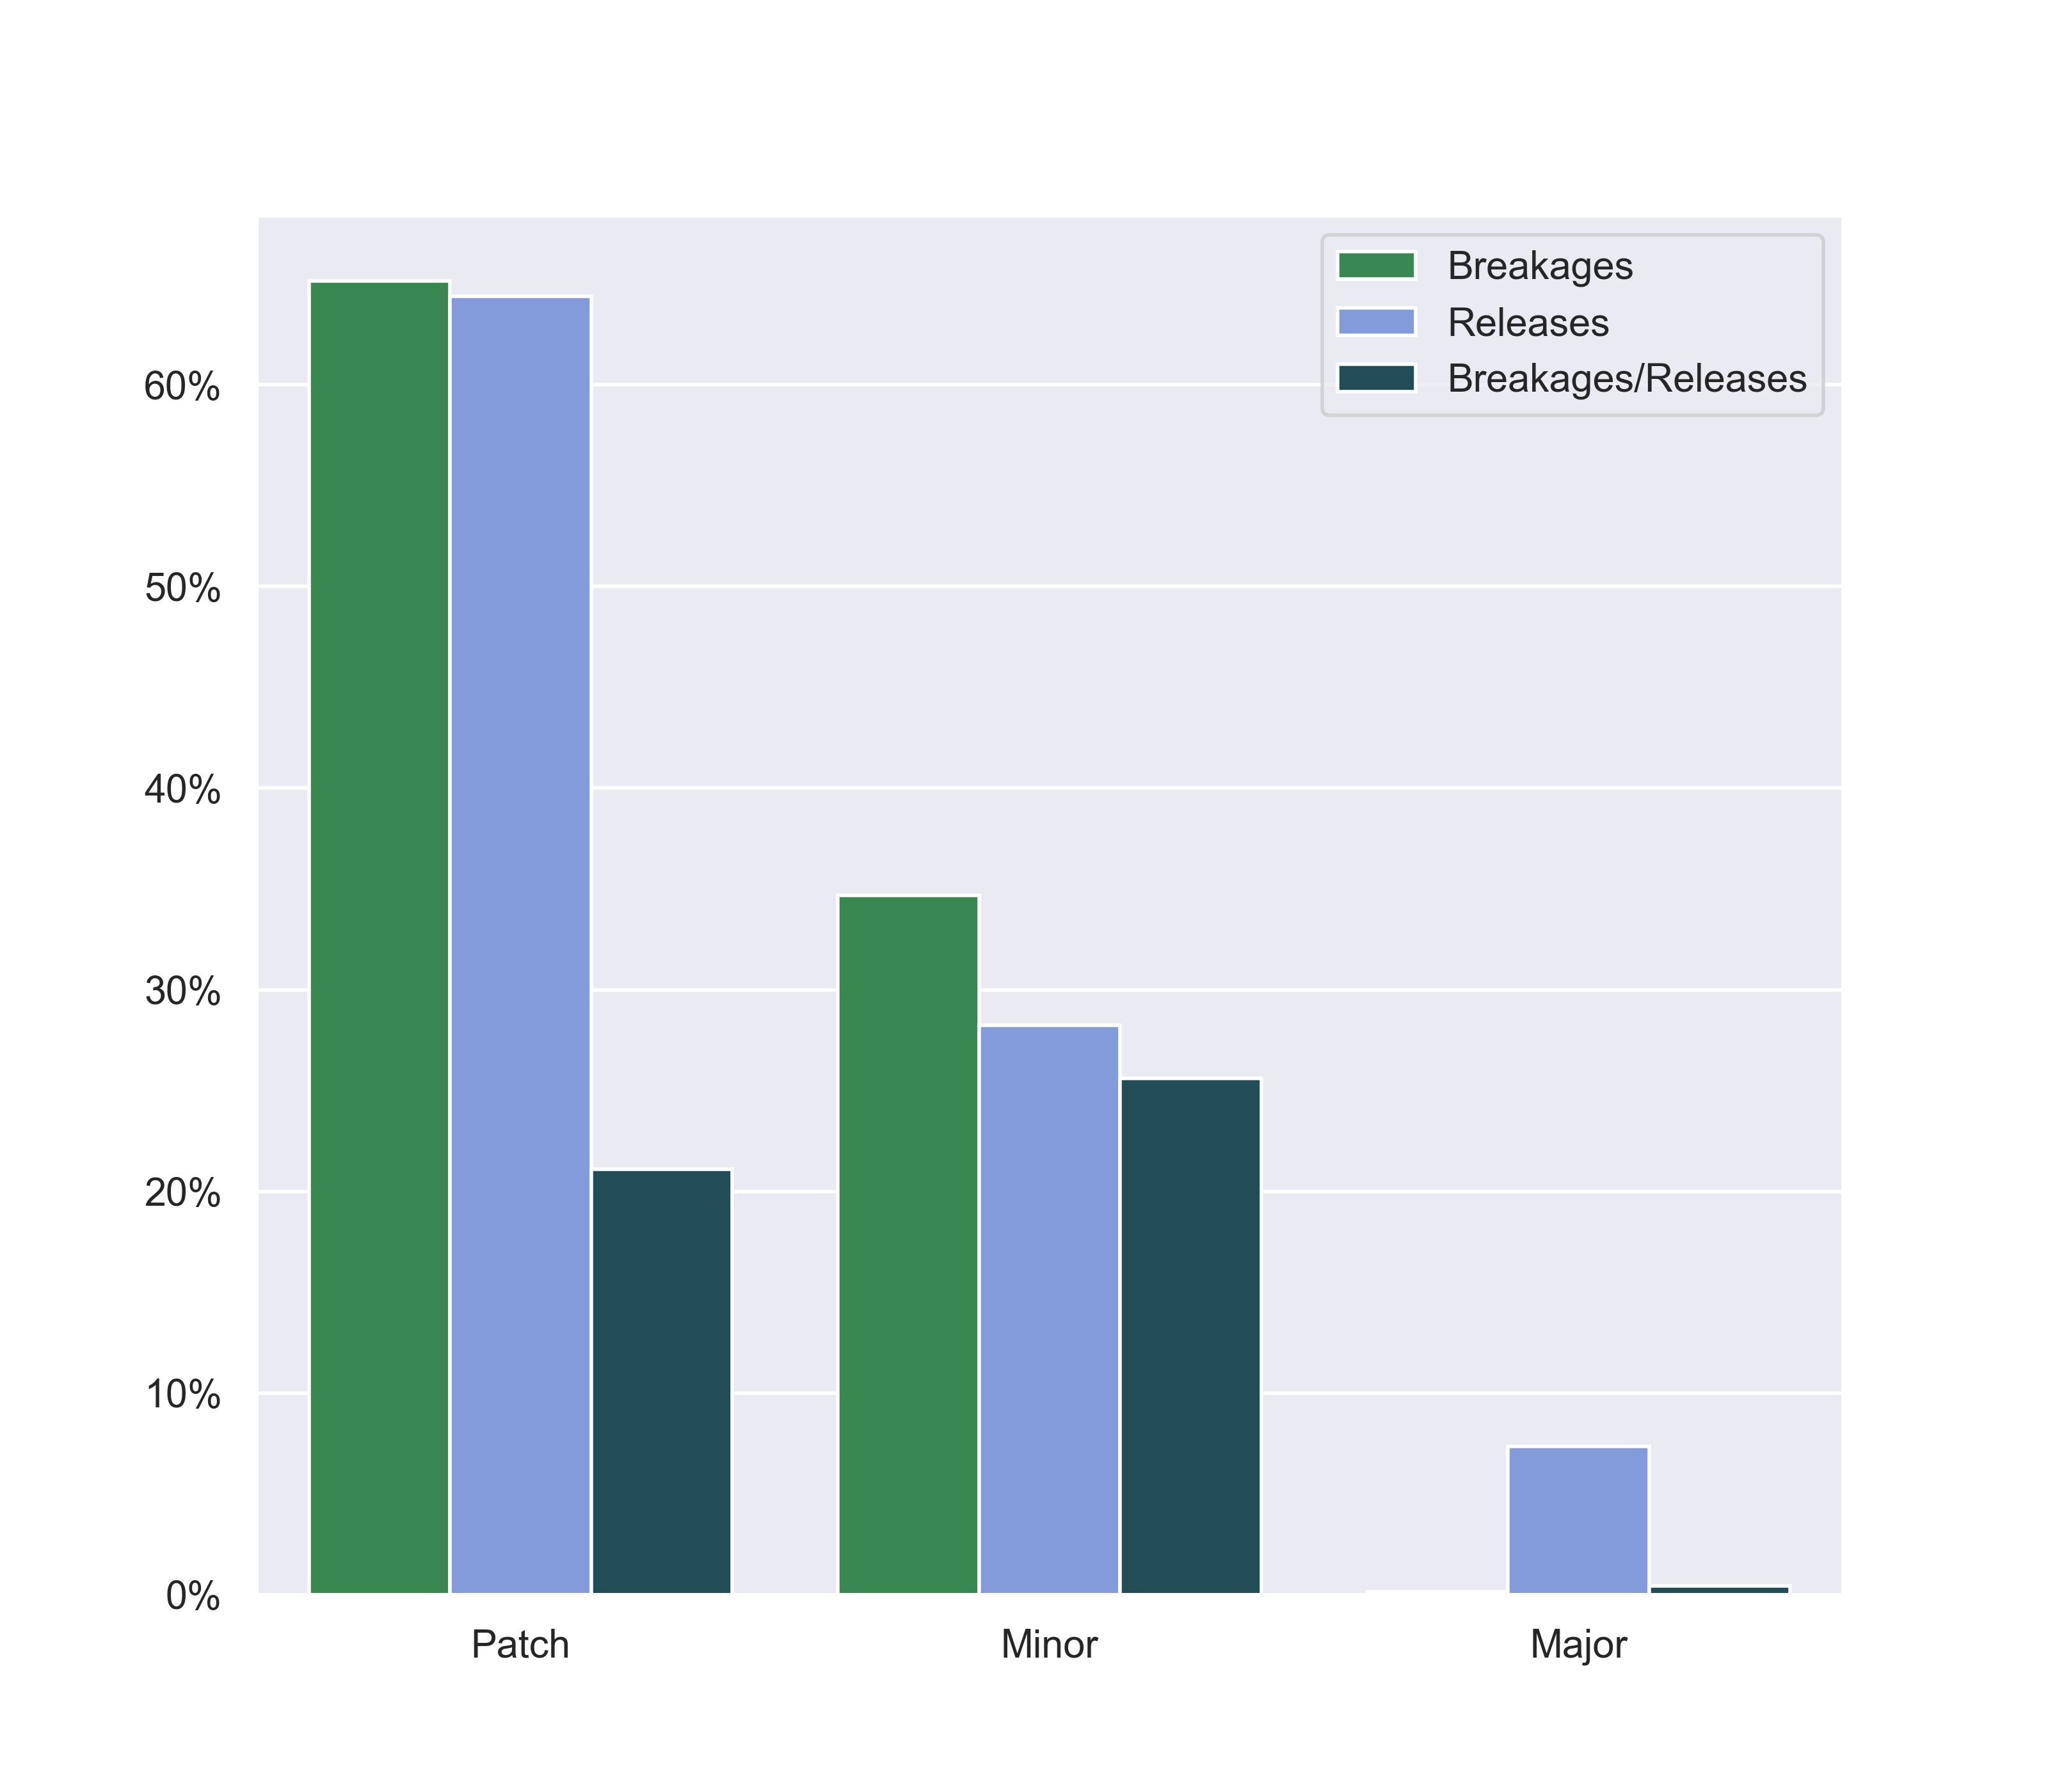 Breakages
Releases
Breakages/Releases
60%
50%
40%
30%
20%
10%
0%
Patch
Minor
Major